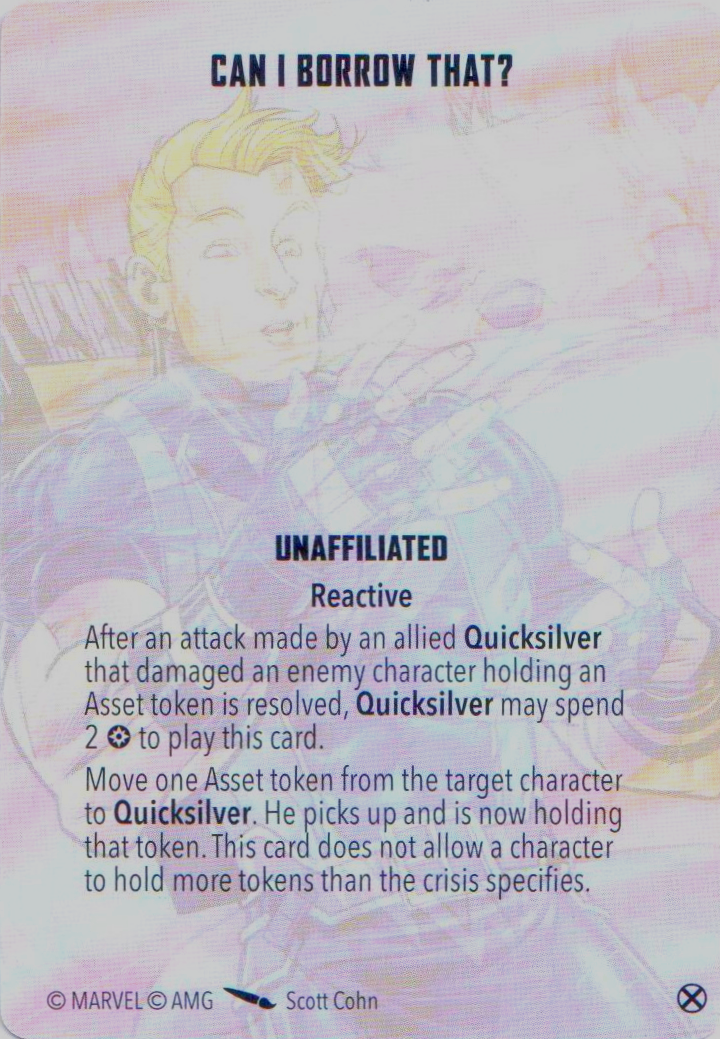 CAN I BORROW THAT?
UNAFFILIATED
Reactive
After an attack made by an allied Quicksilver
that damaged an enemy character holding an
Asset token is resolved, Quicksilver may spend
2 to play this card.
Move one Asset token from the target character
to Quicksilver. He picks up and is now holding
that token. This card does not allow a character
to hold more tokens than the crisis specifies.
© MARVEL © AMG Scott Cohn